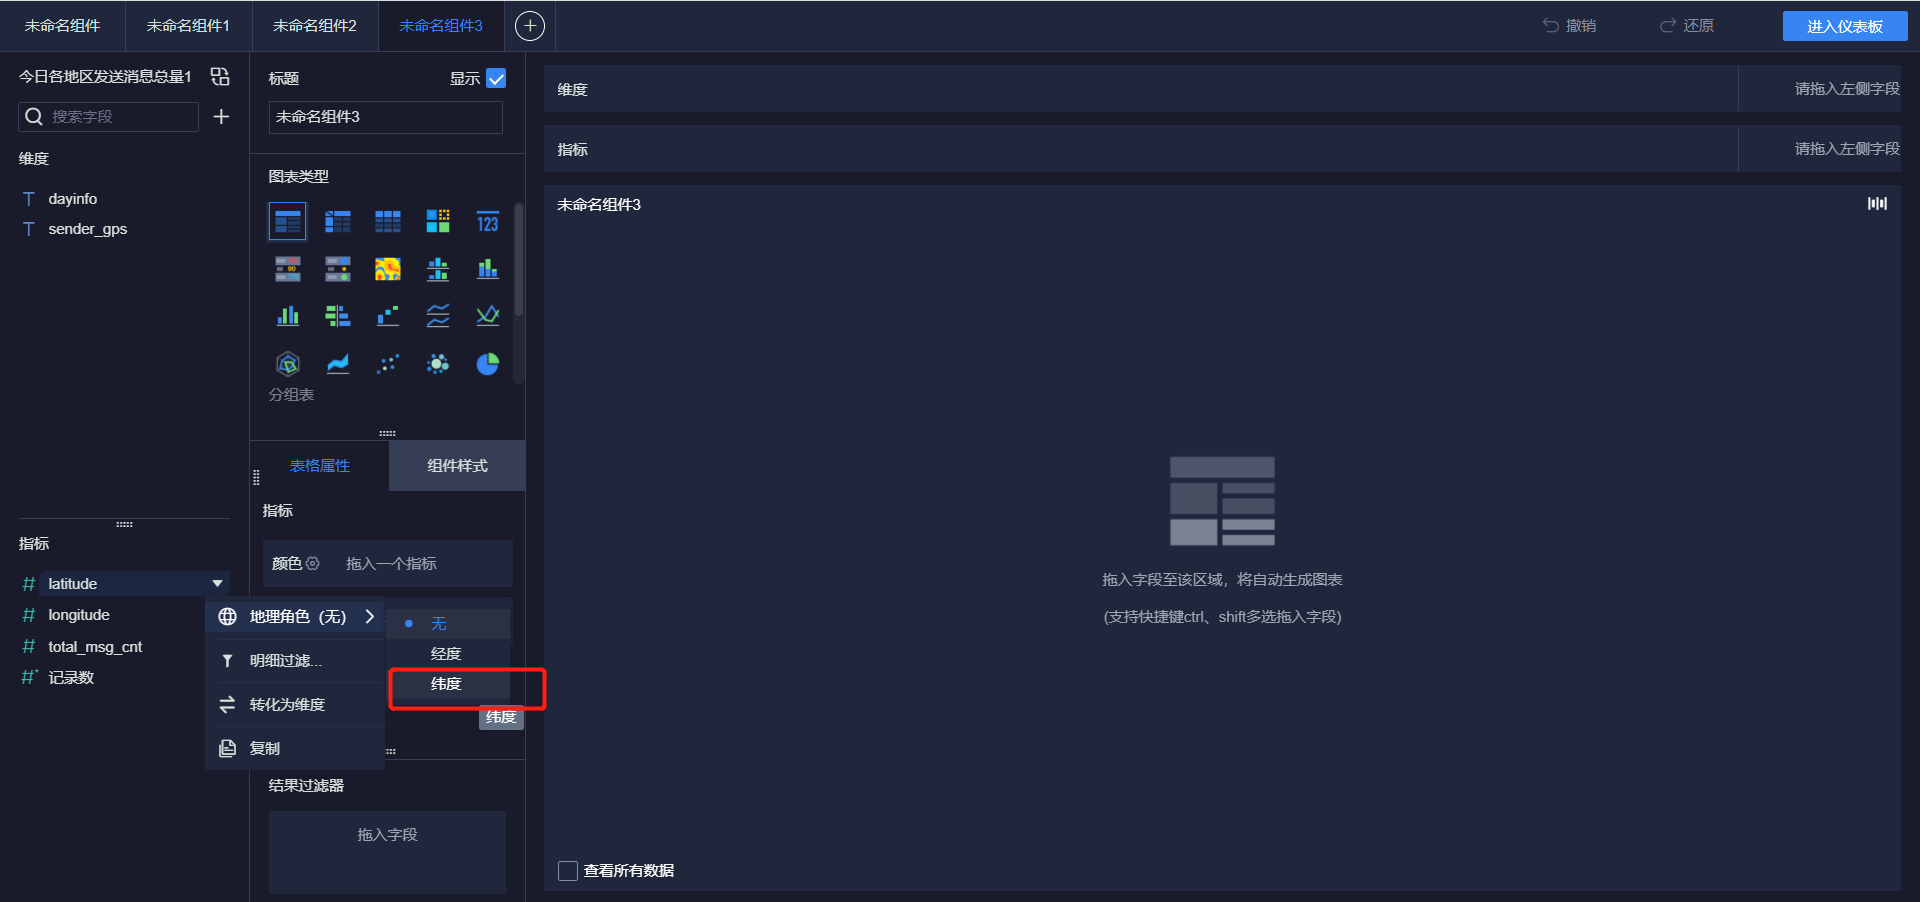 未命名组件
未命名组件1
未命名组件2
未命名组件3
撤销
还原
进入仪表板
今日各地区发送消息总量1
搜索字段
维度
T dayinfo
T sender_gps
指标
# latitude
# longitude
# total_msg_cnt
#* 记录数
地理角色（无）
明细过滤...
转化为维度
复制
无
经度
纬度
纬度
标题
显示
未命名组件3
图表类型
123
90
分组表
表格属性
组件样式
指标
颜色
拖入一个指标
结果过滤器
拖入字段
维度
请拖入左侧字段
指标
请拖入左侧字段
未命名组件3
拖入字段至该区域，将自动生成图表
(支持快捷键ctrl、shift多选拖入字段)
查看所有数据